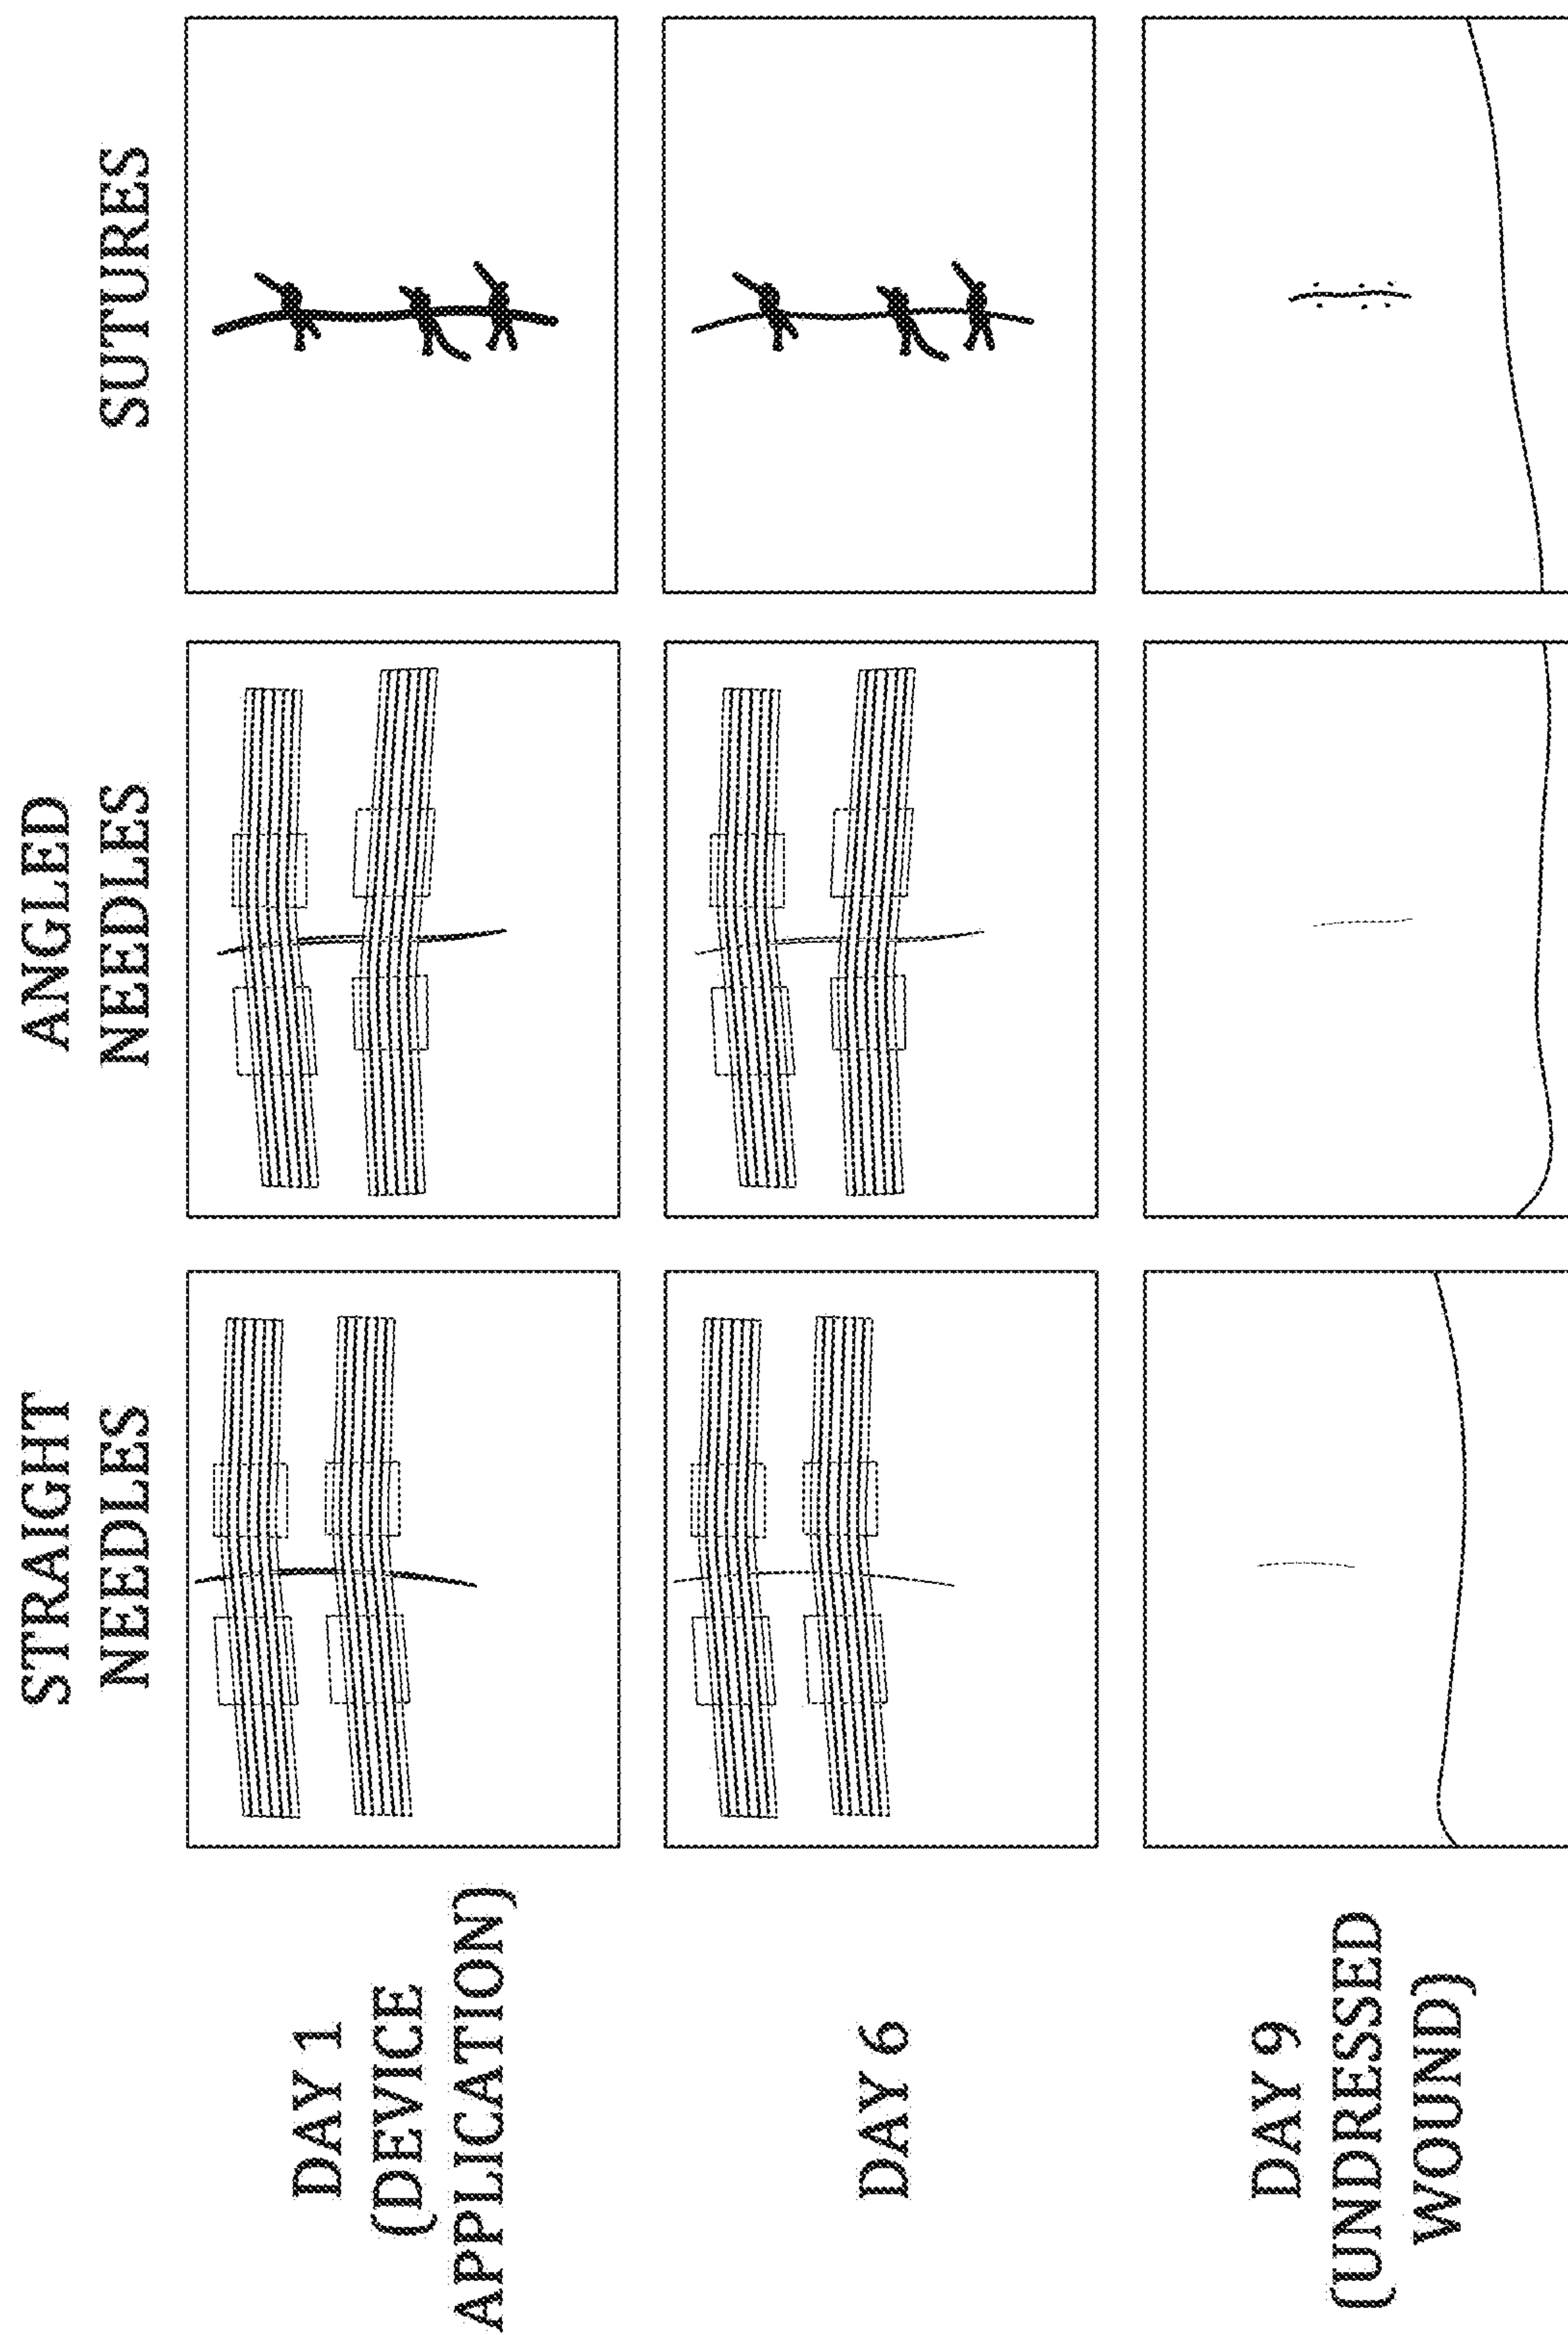 STRAIGHT
NEEDLES
ANGLED
NEEDLES
SUTURES
DAY 1
(DEVICE
APPLICATION)
DAY 6
DAY 9
(UNDRESSED
WOUND)